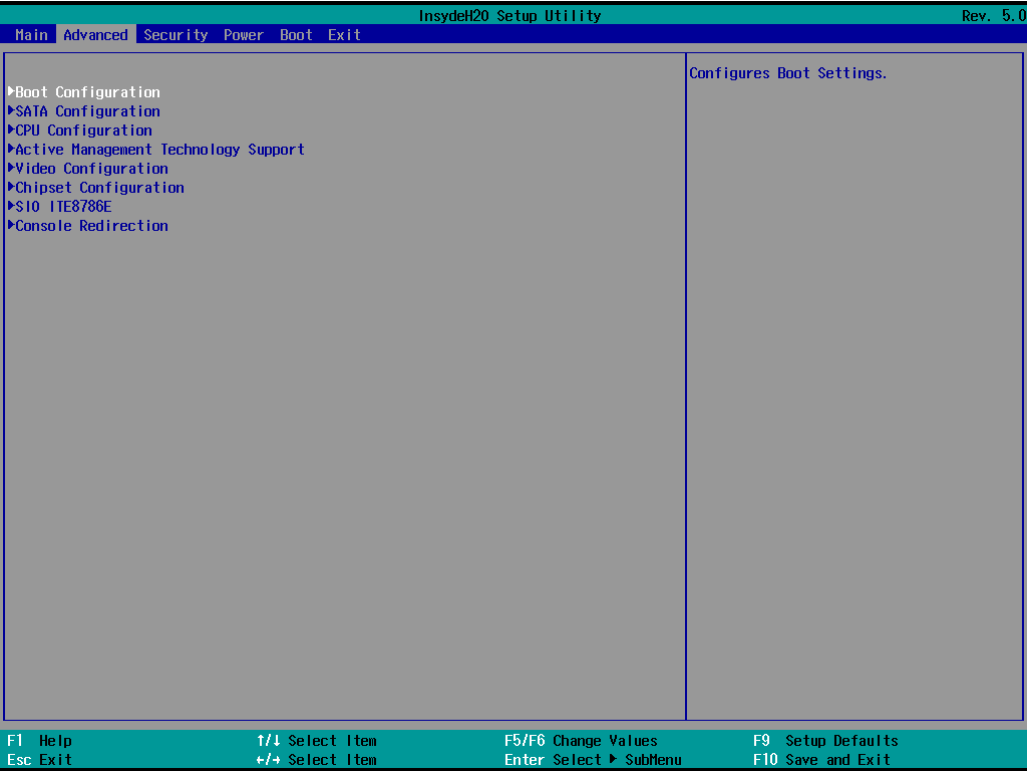 InsydeH20 Setup Utility Rev. 5.0
Main Advanced Security Power Boot Exit
Configures Boot Settings.
▶Boot Configuration
▶SATA Configuration
▶CPU Configuration
▶Active Management Technology Support
▶Video Configuration
▶Chipset Configuration
▶SIO ITE8786E
▶Console Redirection
F1 Help ↑/↓ Select Item F5/F6 Change Values F9 Setup Defaults
Esc Exit ←/→ Select Item Enter Select ▶ SubMenu F10 Save and Exit